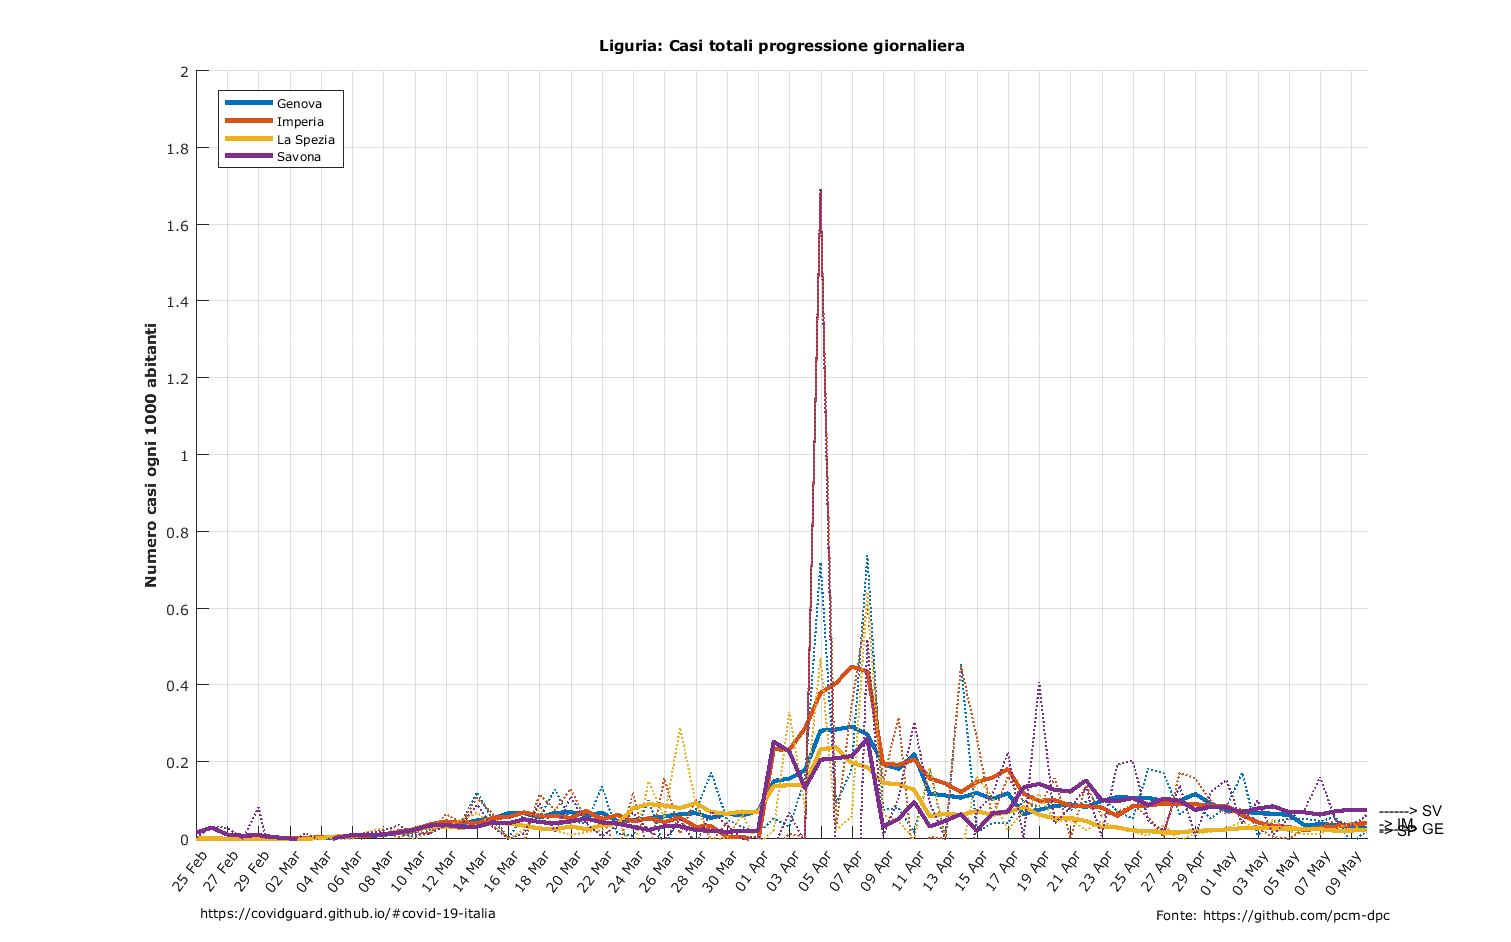 Liguria: Casi totali progressione giornaliera
Numero casi ogni 1000 abitanti
2
1.8
1.6
1.4
1.2
1
0.8
0.6
0.4
0.2
0
Genova
Imperia
La Spezia
Savona
------> SV
-> IM
-> SP
------> GE
25 Feb
27 Feb
29 Feb
02 Mar
04 Mar
06 Mar
08 Mar
10 Mar
12 Mar
14 Mar
16 Mar
18 Mar
20 Mar
22 Mar
24 Mar
26 Mar
28 Mar
30 Mar
01 Apr
03 Apr
05 Apr
07 Apr
09 Apr
11 Apr
13 Apr
15 Apr
17 Apr
19 Apr
21 Apr
23 Apr
25 Apr
27 Apr
29 Apr
01 May
03 May
05 May
07 May
09 May
https://covidguard.github.io/#covid-19-italia
Fonte: https://github.com/pcm-dpc